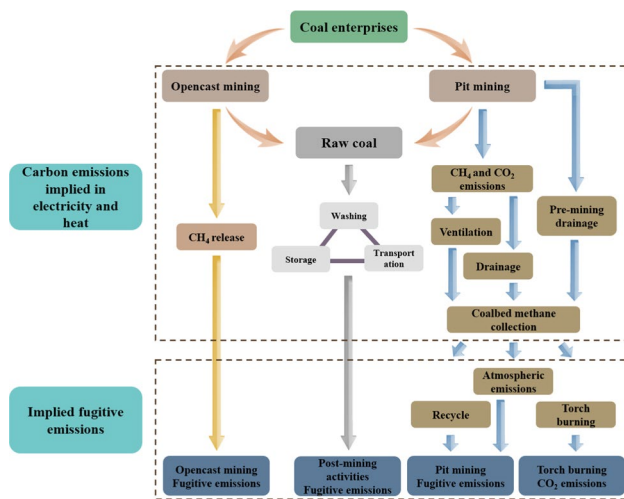 Coal enterprises
Opencast mining
Pit mining
Raw coal
Carbon emissions
implied in
electricity and
heat
CH4 and CO2
emissions
Washing
Ventilation
Pre-mining
drainage
CH4 release
Storage
Transport
ation
Drainage
Coalbed methane
collection
Implied fugitive
emissions
Atmospheric
emissions
Recycle
Torch
burning
Opencast mining
Fugitive emissions
Post-mining
activities
Fugitive emissions
Pit mining
Fugitive emissions
Torch burning
CO2 emissions